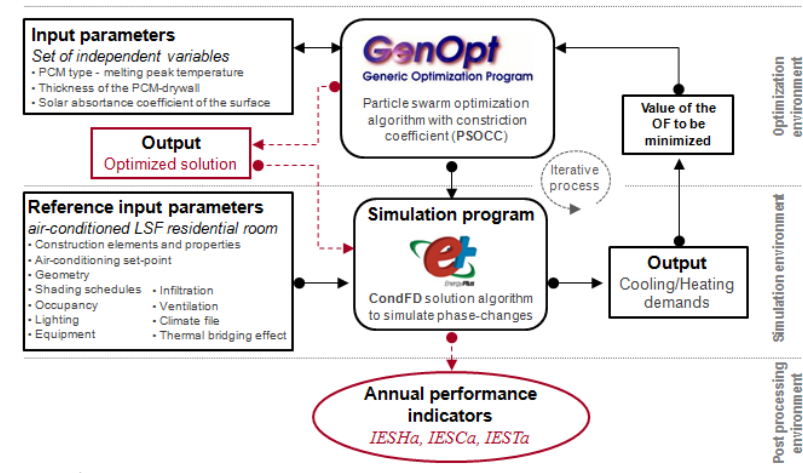 Input parameters
Set of independent variables
• PCM type - melting peak temperature
• Thickness of the PCM-drywall
• Solar absortance coefficient of the surface
GenOpt
Generic Optimization Program
Particle swarm optimization
algorithm with constriction
coefficient (PSOCC)
Value of the
OF to be
minimized
Optimization
environment
Output
Optimized solution
Iterative
process
Reference input parameters
air-conditioned LSF residential room
• Construction elements and properties
• Air-conditioning set-point
• Geometry
• Shading schedules
• Occupancy
• Lighting
• Equipment
• Infiltration
• Ventilation
• Climate file
• Thermal bridging effect
Simulation program
e+
EnergyPlus
CondFD solution algorithm
to simulate phase-changes
Output
Cooling/Heating
demands
Simulation environment
Annual performance
indicators
IESHa, IESCa, IESTa
Post processing
environment